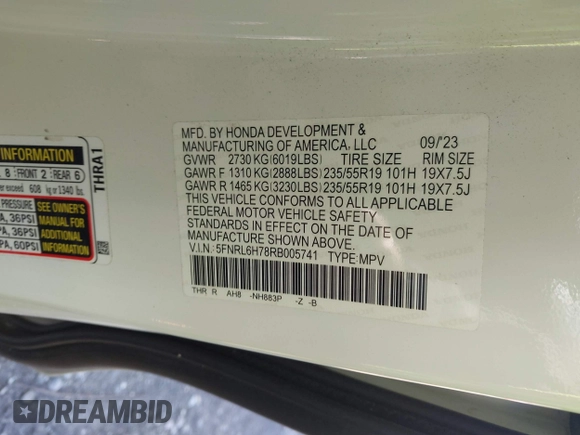 MFD. BY HONDA DEVELOPMENT &
MANUFACTURING OF AMERICA, LLC 09/'23
GVWR 2730 KG (6019LBS) TIRE SIZE RIM SIZE
GAWR F 1310 KG (2888LBS) 235/55R19 101H 19X7.5J
GAWR R 1465 KG (3230LBS) 235/55R19 101H 19X7.5J
THIS VEHICLE CONFORMS TO ALL APPLICABLE
FEDERAL MOTOR VEHICLE SAFETY
STANDARDS IN EFFECT ON THE DATE OF
MANUFACTURE SHOWN ABOVE.
V.I.N.: 5FNRL6H78RB005741 TYPE:MPV
THR R AH8 -NH883P -Z -B
INFORMATION
8 FRONT 2 REAR 6
exceed 608 kg or 1340 lbs.
PRESSURE
36PSI
36PSI
60PSI
SEE OWNER'S
MANUAL FOR
ADDITIONAL
INFORMATION
THRA1
DREAMBID